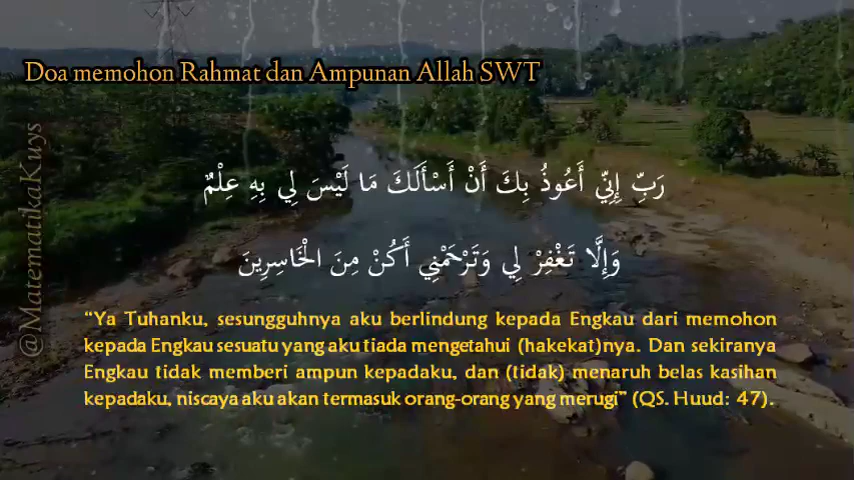 Doa memohon Rahmat dan Ampunan Allah SWT
@MatematikaKuys
رَبِّ إِنِّي أَعُوذُ بِكَ أَنْ أَسْأَلَكَ مَا لَيْسَ لِي بِهِ عِلْمٌ
وَإِلَّا تَغْفِرْ لِي وَتَرْحَمْنِي أَكُنْ مِنَ الْخَاسِرِينَ
“Ya Tuhanku, sesungguhnya aku berlindung kepada Engkau dari memohon
kepada Engkau sesuatu yang aku tiada mengetahui (hakekat)nya. Dan sekiranya
Engkau tidak memberi ampun kepadaku, dan (tidak) menaruh belas kasihan
kepadaku, niscaya aku akan termasuk orang-orang yang merugi” (QS. Huud: 47).